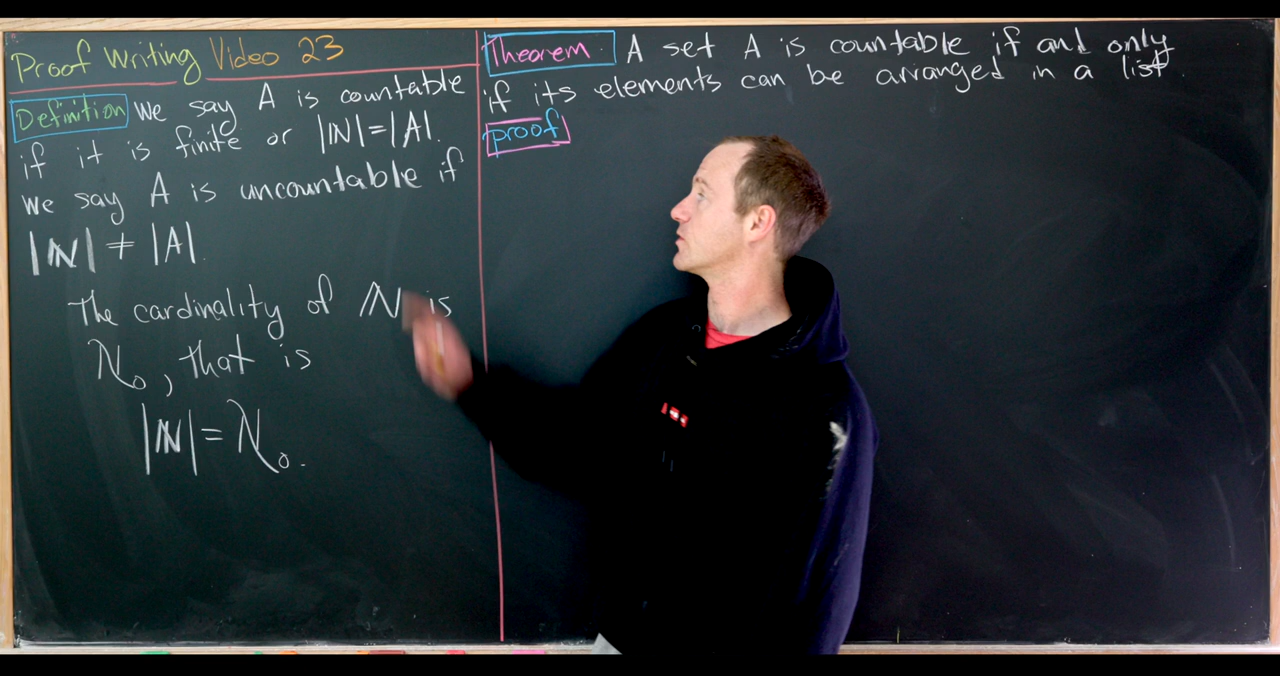 Proof Writing Video 23
Definition We say A is countable
if it is finite or |ℕ|=|A|.
We say A is uncountable if
|ℕ| ≠ |A|.
The cardinality of ℕ is
ℵ₀, that is
|ℕ| = ℵ₀.
Theorem. A set A is countable if and only
if its elements can be arranged in a list.
proof